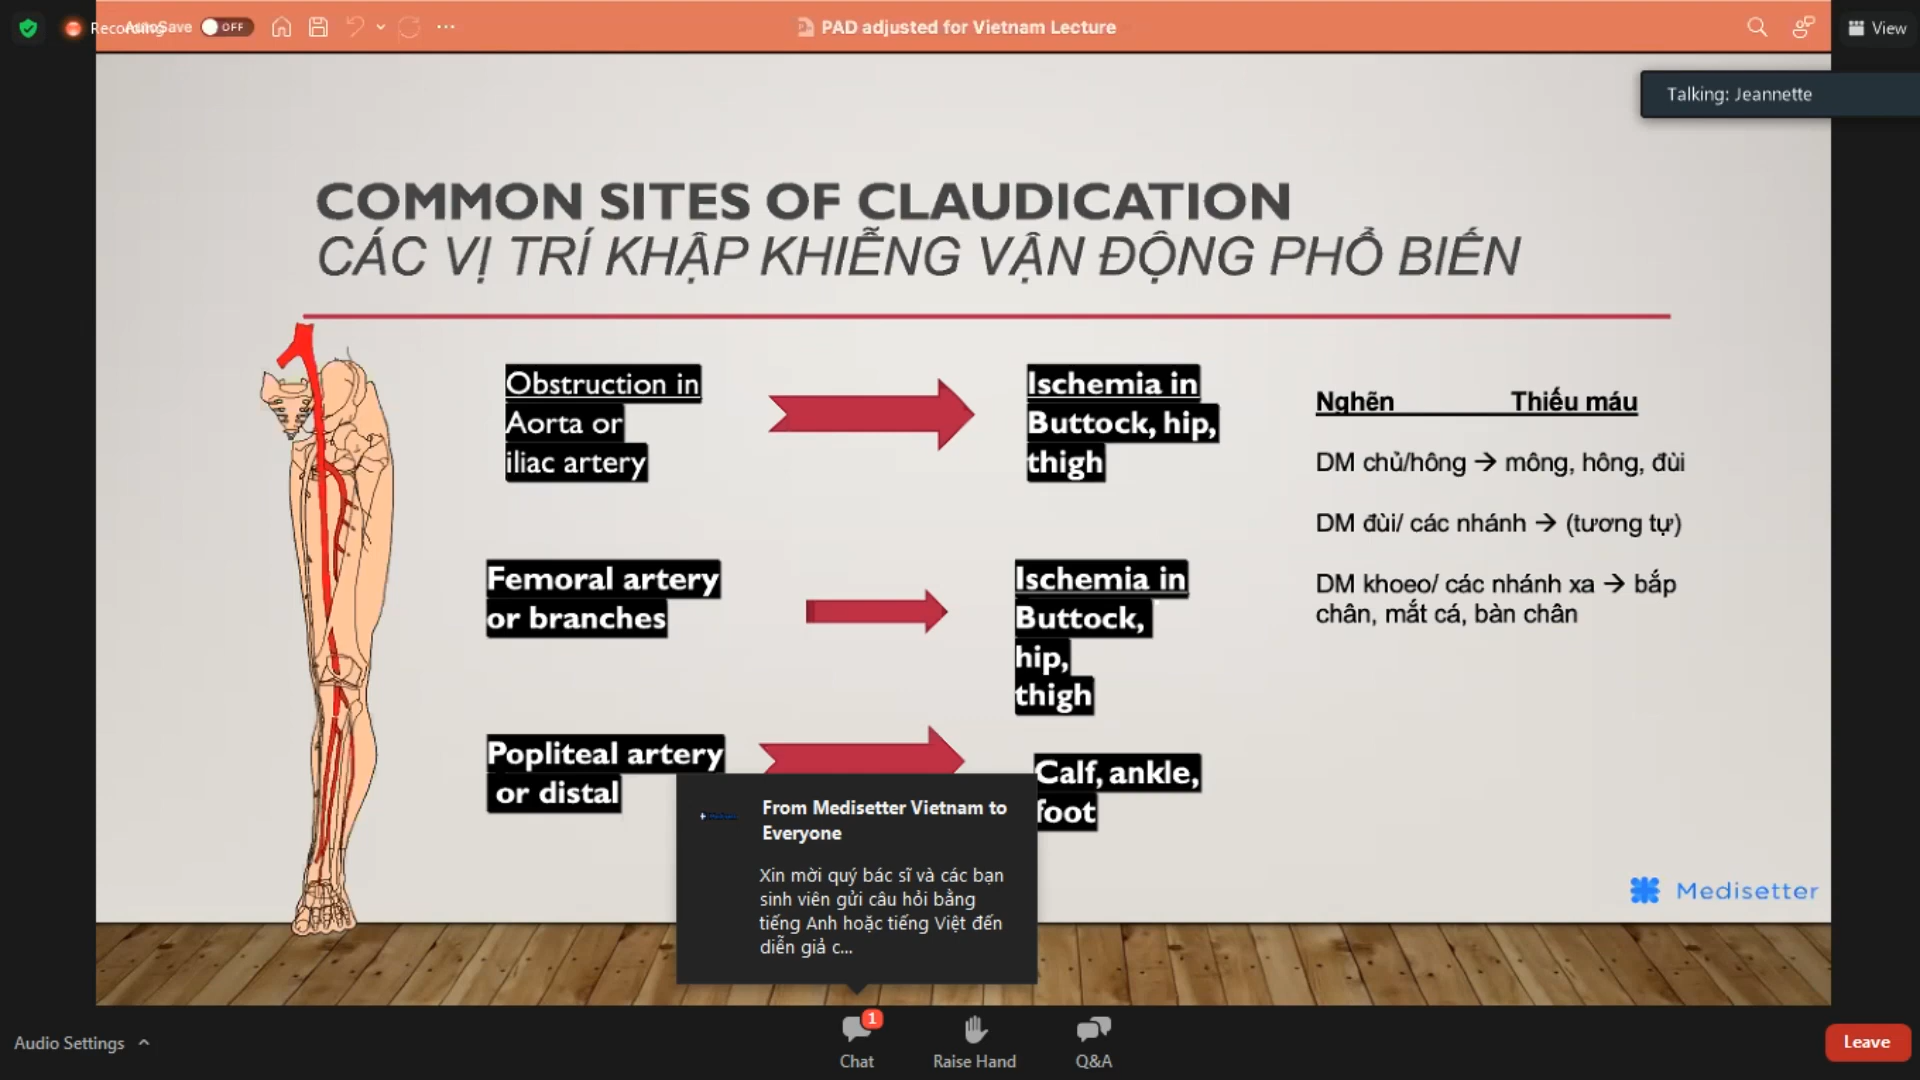 Recording
AutoSave
OFF
PAD adjusted for Vietnam Lecture
View
Talking: Jeannette
COMMON SITES OF CLAUDICATION
CÁC VỊ TRÍ KHẬP KHIỄNG VẬN ĐỘNG PHỔ BIẾN
Obstruction in
Aorta or
iliac artery
Ischemia in
Buttock, hip,
thigh
Femoral artery
or branches
Ischemia in
Buttock,
hip,
thigh
Popliteal artery
or distal
Calf, ankle,
foot
Nghẽn Thiếu máu
DM chủ/hông → mông, hông, đùi
DM đùi/ các nhánh → (tương tự)
DM khoeo/ các nhánh xa → bắp
chân, mắt cá, bàn chân
From Medisetter Vietnam to
Everyone
Xin mời quý bác sĩ và các bạn
sinh viên gửi câu hỏi bằng
tiếng Anh hoặc tiếng Việt đến
diễn giả c...
Medisetter
Audio Settings
1
Chat
Raise Hand
Q&A
Leave